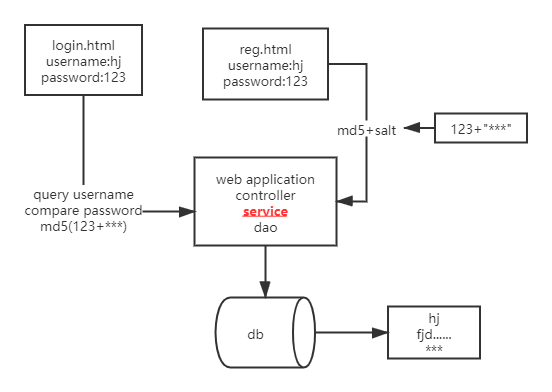 login.html
username:hj
password:123
reg.html
username:hj
password:123
md5+salt
123+"***"
query username
compare password
md5(123+***)
web application
controller
service
dao
db
hj
fjd......
***